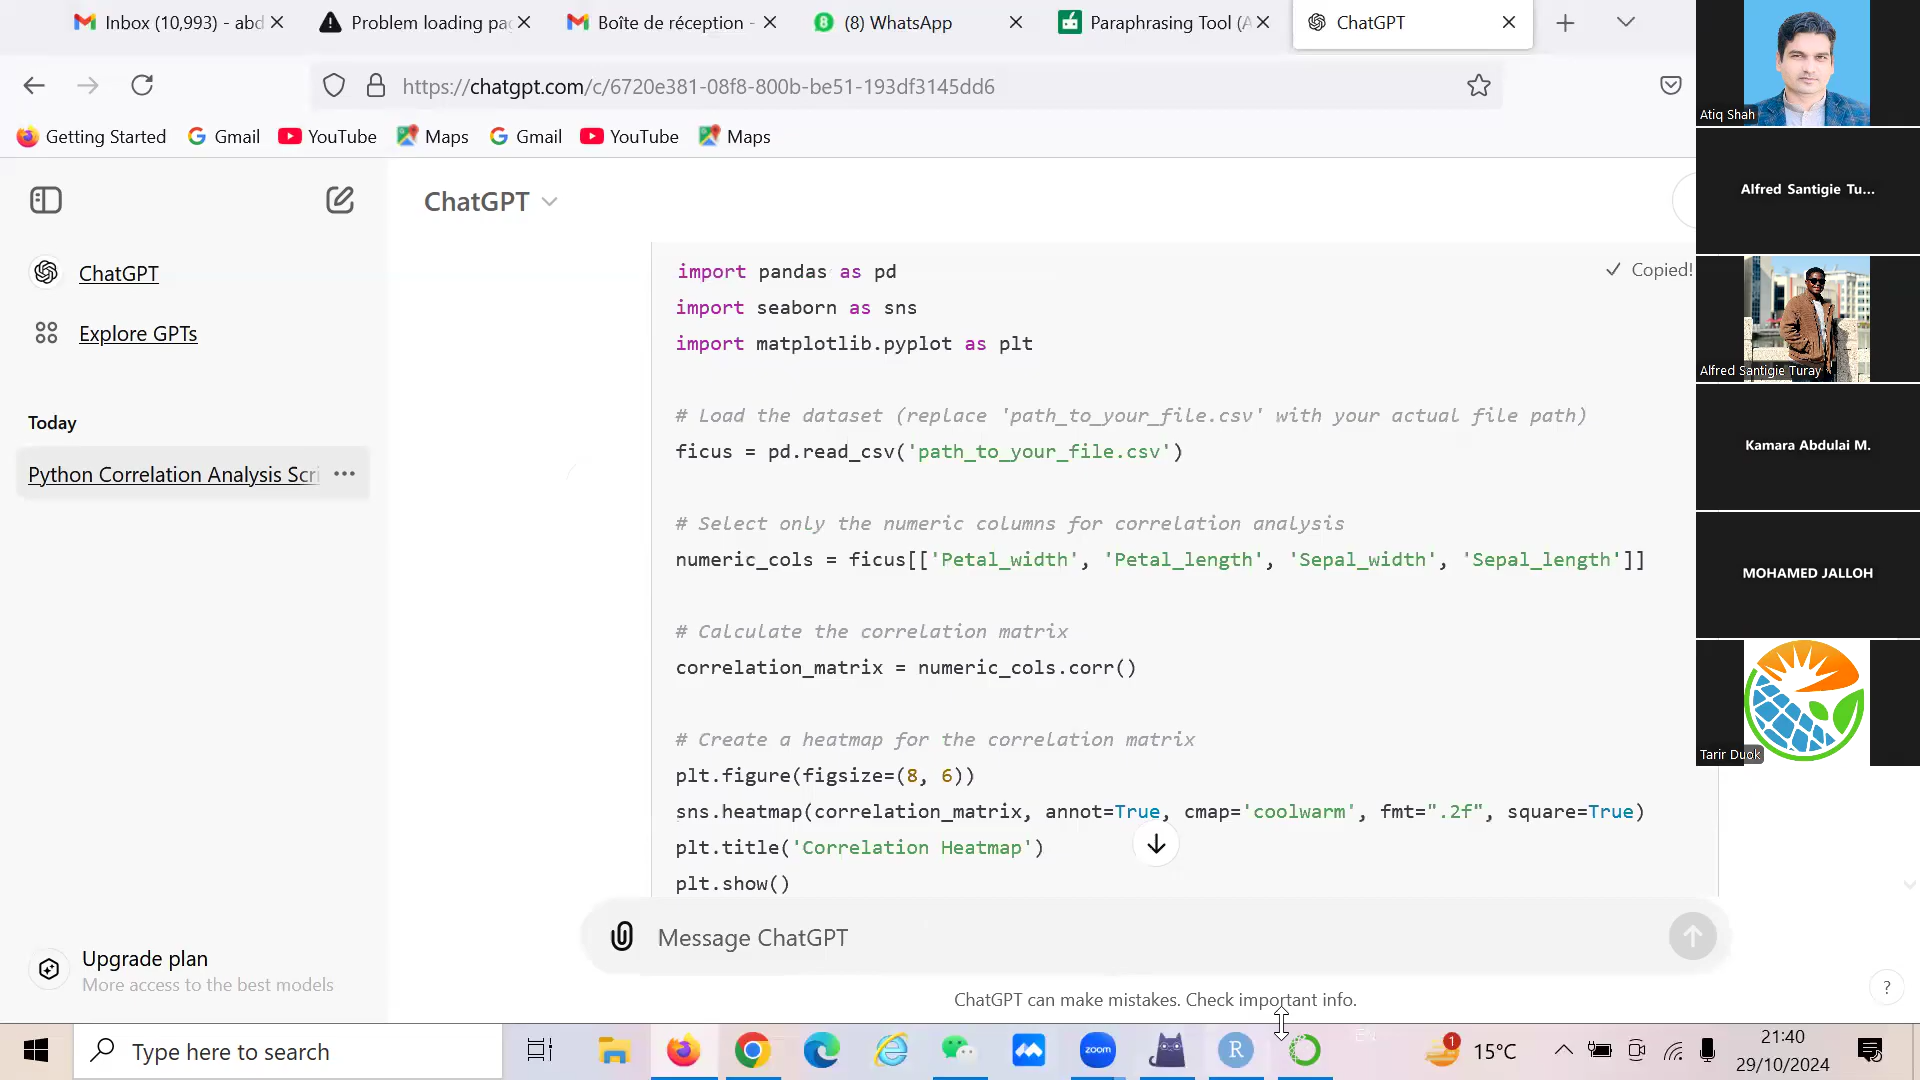 Inbox (10,993) - abd
Problem loading pa
Boîte de réception -
(8) WhatsApp
Paraphrasing Tool (A
ChatGPT
https://chatgpt.com/c/6720e381-08f8-800b-be51-193df3145dd6
Getting Started
Gmail
YouTube
Maps
Gmail
YouTube
Maps
ChatGPT
ChatGPT
Explore GPTs
Today
Python Correlation Analysis Scri
Upgrade plan
More access to the best models
Copied!
import pandas as pd
import seaborn as sns
import matplotlib.pyplot as plt
# Load the dataset (replace 'path_to_your_file.csv' with your actual file path)
ficus = pd.read_csv('path_to_your_file.csv')
# Select only the numeric columns for correlation analysis
numeric_cols = ficus[['Petal_width', 'Petal_length', 'Sepal_width', 'Sepal_length']]
# Calculate the correlation matrix
correlation_matrix = numeric_cols.corr()
# Create a heatmap for the correlation matrix
plt.figure(figsize=(8, 6))
sns.heatmap(correlation_matrix, annot=True, cmap='coolwarm', fmt=".2f", square=True)
plt.title('Correlation Heatmap')
plt.show()
Message ChatGPT
ChatGPT can make mistakes. Check important info.
?
Atiq Shah
Alfred Santigie Tu...
Alfred Santigie Turay
Kamara Abdulai M.
MOHAMED JALLOH
Tarir Duok
Type here to search
zoom
R
EN
1
15°C
21:40
29/10/2024